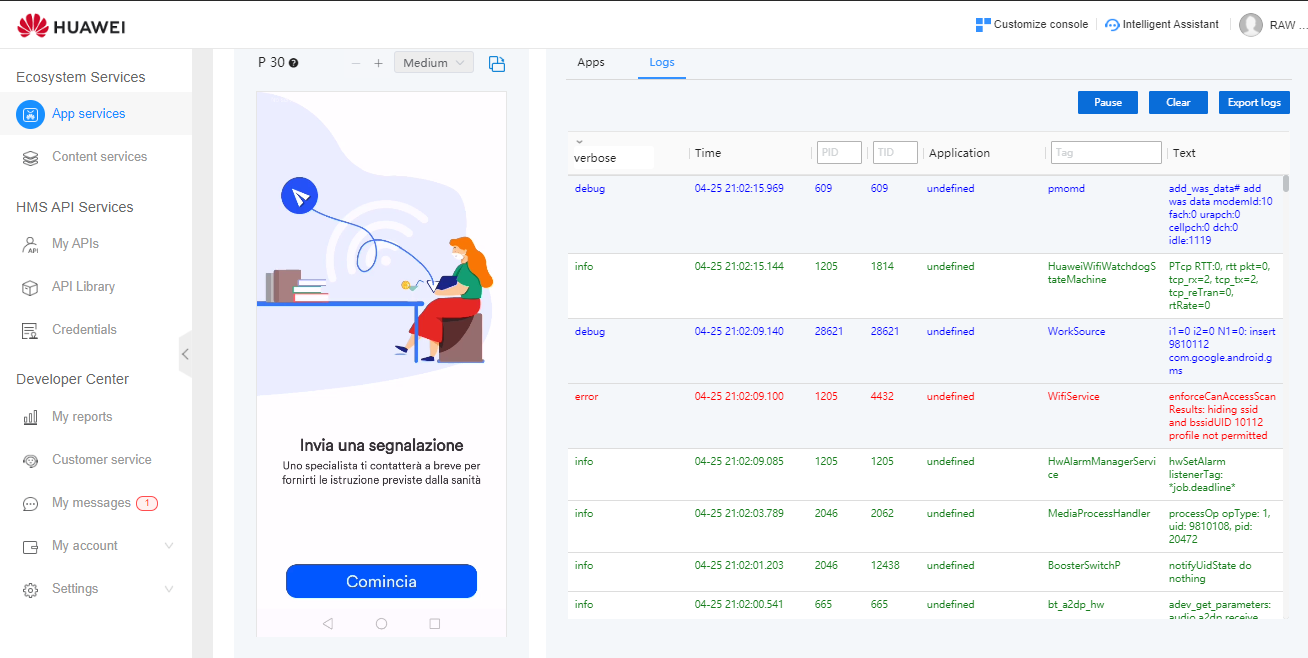 HUAWEI
Customize console
Intelligent Assistant
RAW ...
Ecosystem Services
App services
Content services
HMS API Services
My APIs
API Library
Credentials
Developer Center
My reports
Customer service
My messages 1
My account
Settings
P 30 ?
− + Medium
Invia una segnalazione
Uno specialista ti contatterà a breve per
fornirti le istruzione previste dalla sanità
Comincia
Apps Logs
Pause Clear Export logs
verbose Time PID TID Application Tag Text
debug 04-25 21:02:15.969 609 609 undefined pmomd add_was_data# add
was data modemId:10
fach:0 urapch:0
cellpch:0 dch:0
idle:1119
info 04-25 21:02:15.144 1205 1814 undefined HuaweiWifiWatchdogS PTcp RTT:0, rtt pkt=0,
tateMachine tcp_rx=2, tcp_tx=2,
tcp_reTran=0,
rtRate=0
debug 04-25 21:02:09.140 28621 28621 undefined WorkSource i1=0 i2=0 N1=0: insert
9810112
com.google.android.g
ms
error 04-25 21:02:09.100 1205 4432 undefined WifiService enforceCanAccessScan
Results: hiding ssid
and bssidUID 10112
profile not permitted
info 04-25 21:02:09.085 1205 1205 undefined HwAlarmManagerServi hwSetAlarm
ce listenerTag:
*job.deadline*
info 04-25 21:02:03.789 2046 2062 undefined MediaProcessHandler processOp opType: 1,
uid: 9810108, pid:
20472
info 04-25 21:02:01.203 2046 12438 undefined BoosterSwitchP notifyUidState do
nothing
info 04-25 21:02:00.541 665 665 undefined bt_a2dp_hw adev_get_parameters:
audio a2dp receive